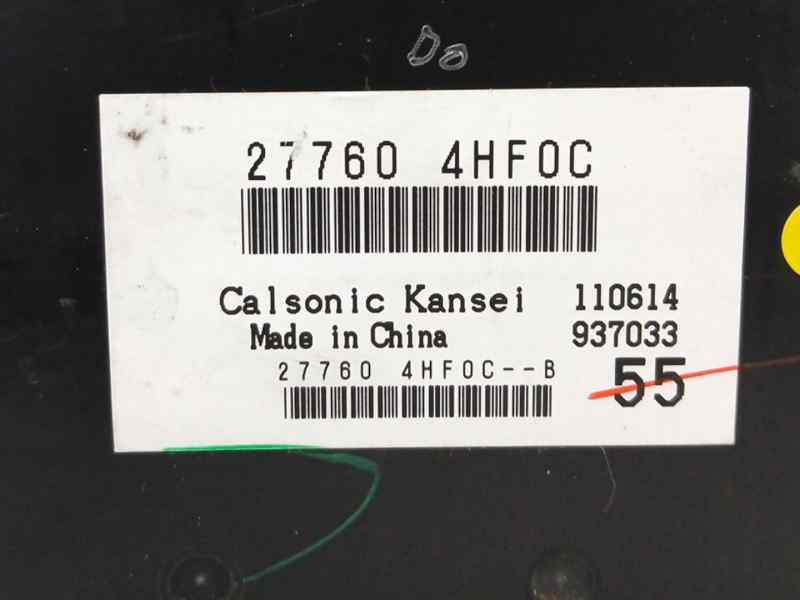 Do
27760 4HF0C
Calsonic Kansei 110614
Made in China 937033
27760 4HF0C--B
55